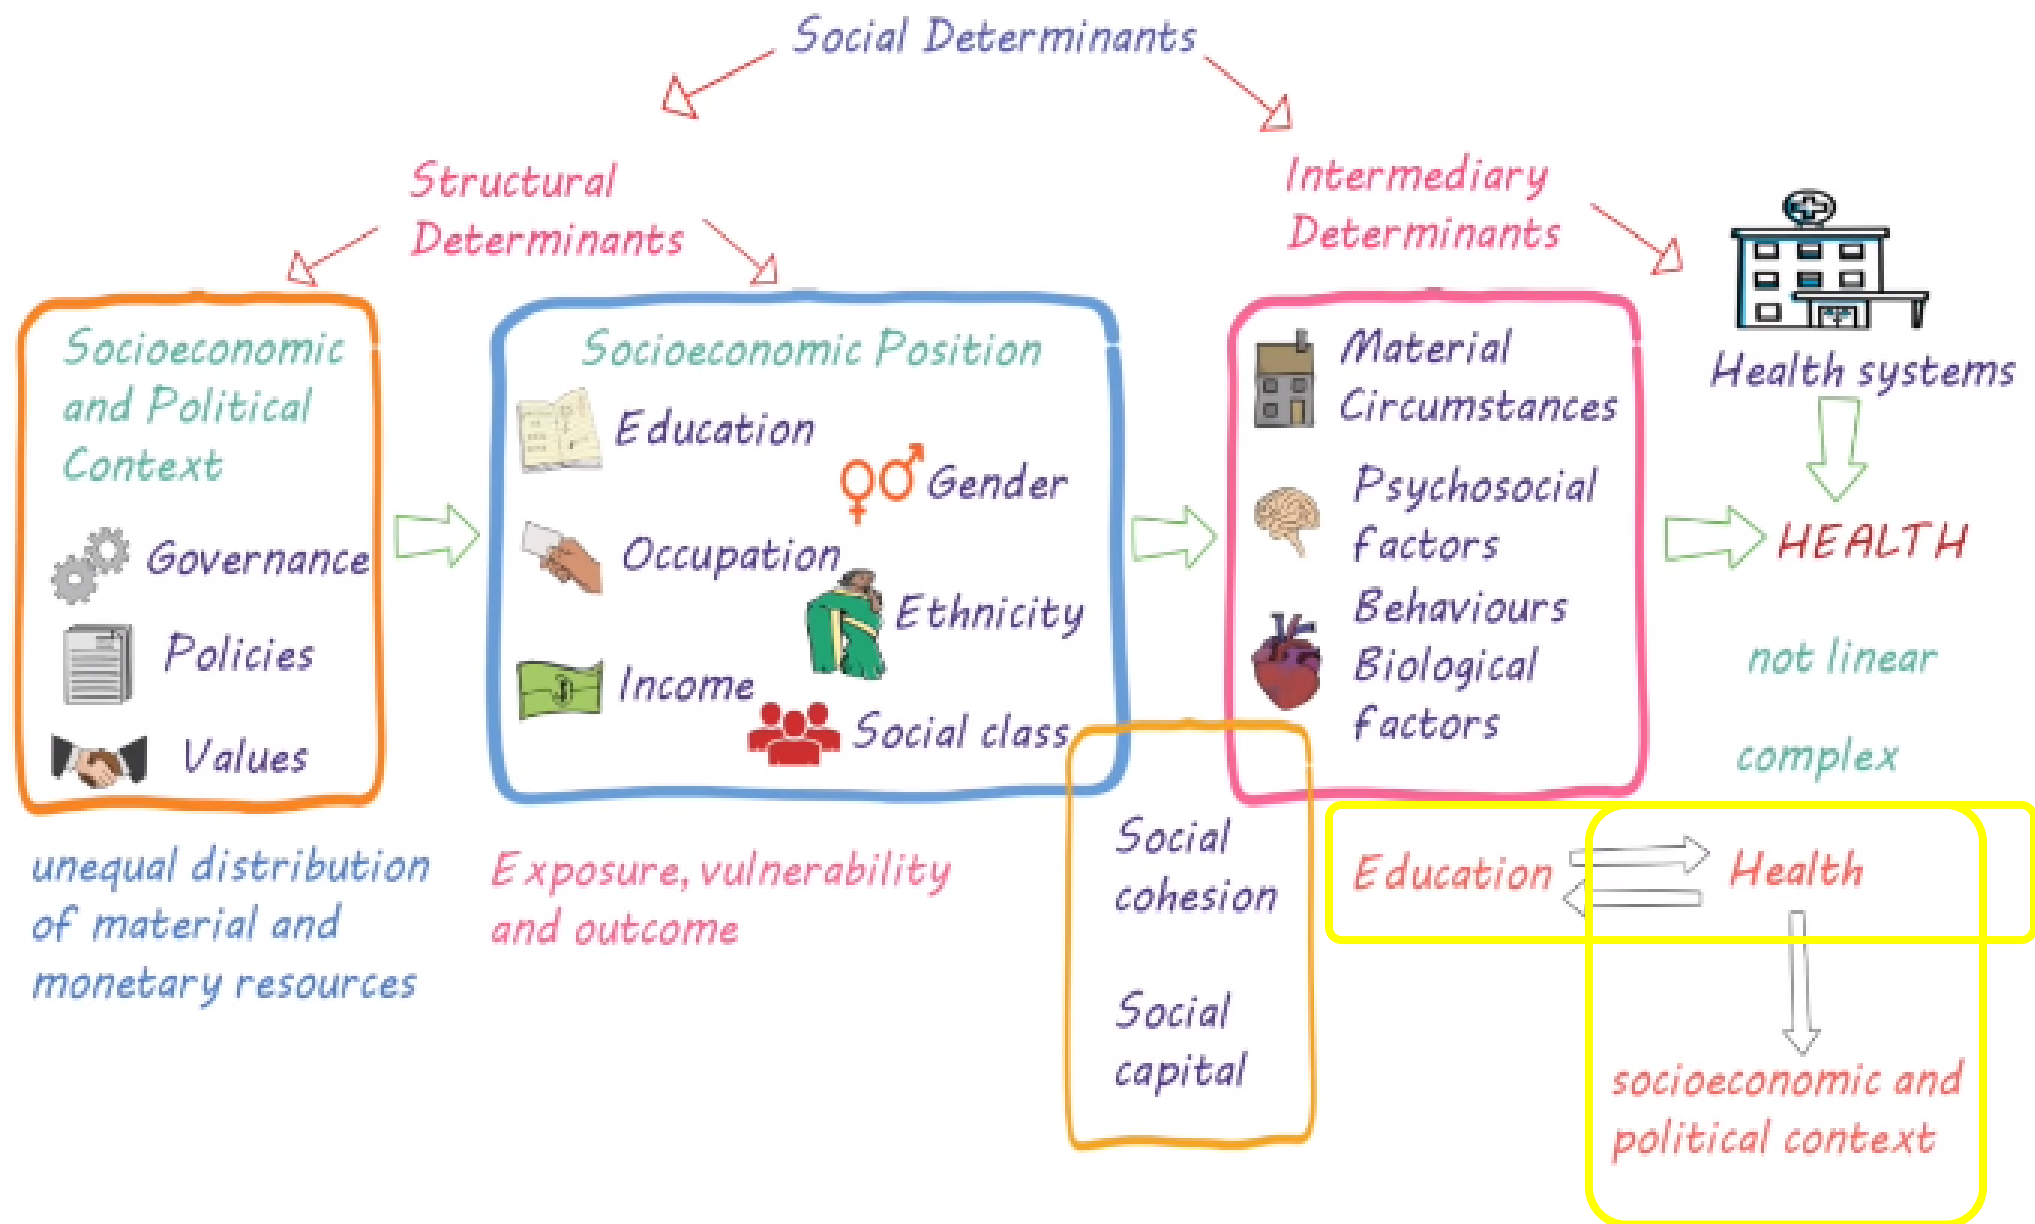 Social Determinants
Structural
Determinants
Intermediary
Determinants
Socioeconomic
and Political
Context
Governance
Policies
Values
Socioeconomic Position
Education
Gender
Occupation
Ethnicity
Income
Social class
Material
Circumstances
Psychosocial
factors
Behaviours
Biological
factors
Health systems
HEALTH
not linear
complex
unequal distribution
of material and
monetary resources
Exposure, vulnerability
and outcome
Social
cohesion
Social
capital
Education
Health
socioeconomic and
political context